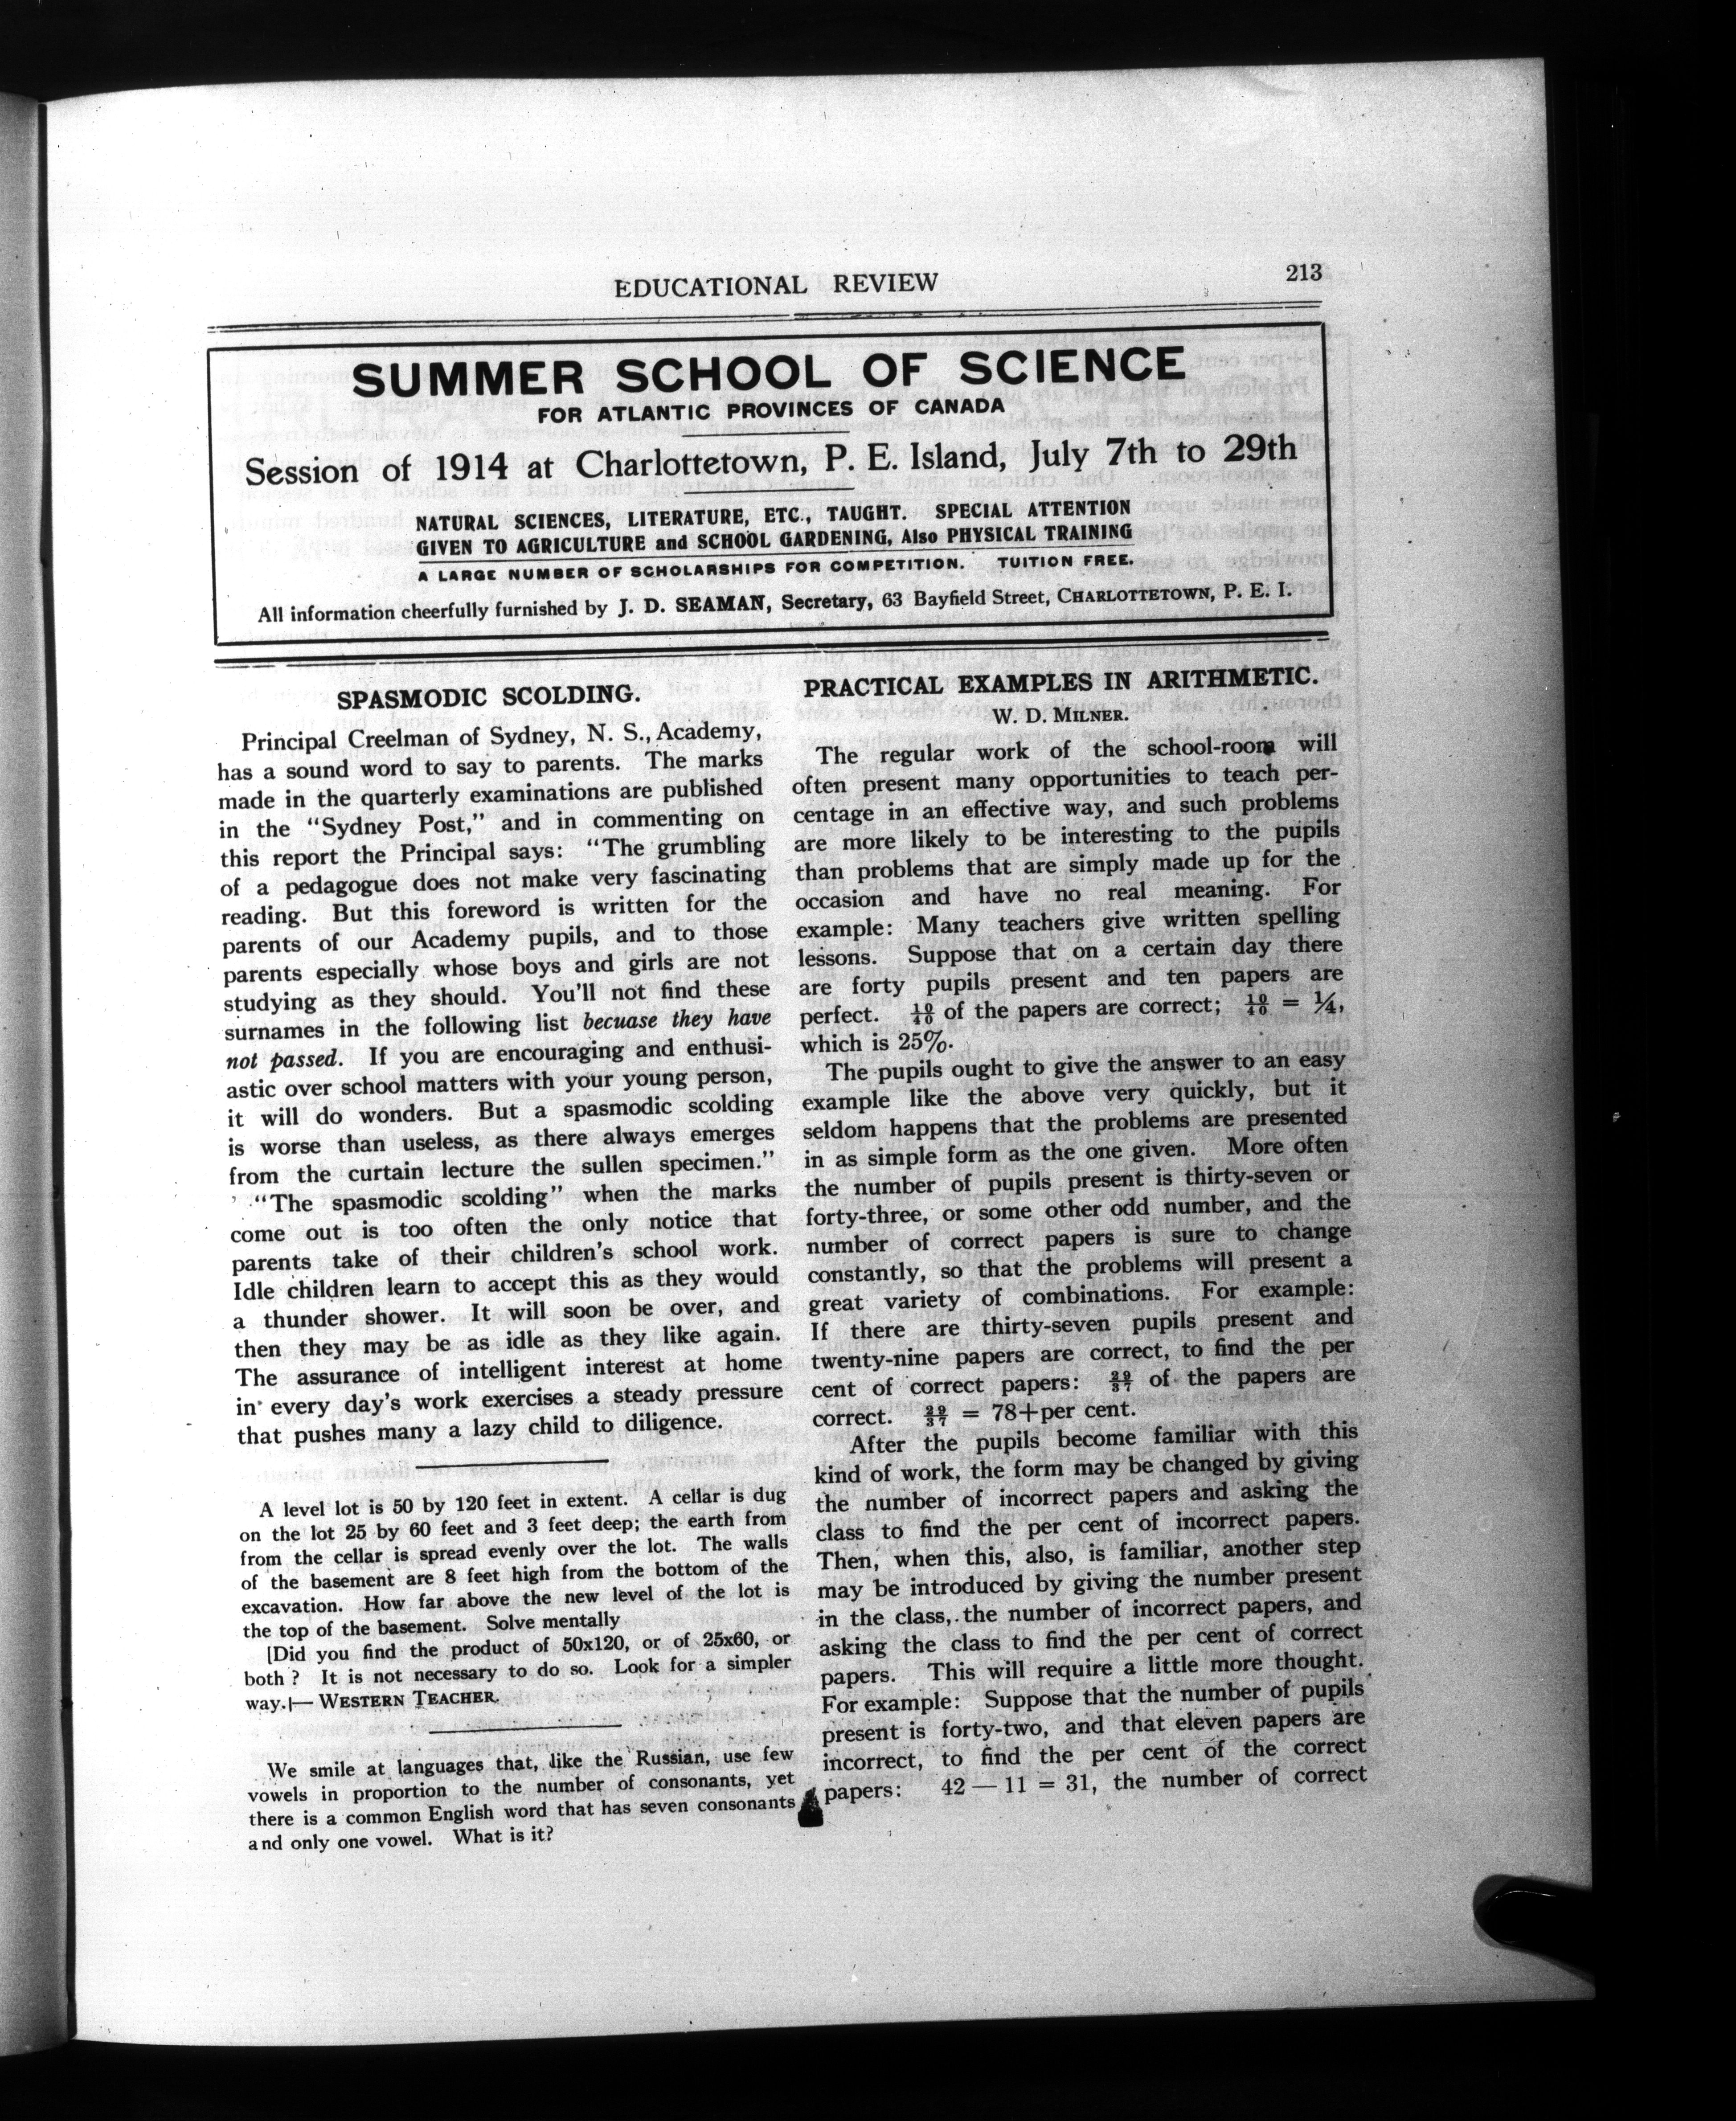 EDUCATIONAL REVIEW
213
SUMMER SCHOOL OF SCIENCE
FOR ATLANTIC PROVINCES OF CANADA
Session of 1914 at Charlottetown, P. E. Island, July 7th to 29th
NATURAL SCIENCES, LITERATURE, ETC., TAUGHT. SPECIAL ATTENTION
GIVEN TO AGRICULTURE and SCHOOL GARDENING, Also PHYSICAL TRAINING
A LARGE NUMBER OF SCHOLARSHIPS FOR COMPETITION. TUITION FREE.
All information cheerfully furnished by J. D. SEAMAN, Secretary, 63 Bayfield Street, CHARLOTTETOWN, P. E. I.
SPASMODIC SCOLDING.
Principal Creelman of Sydney, N. S., Academy,
has a sound word to say to parents. The marks
made in the quarterly examinations are published
in the "Sydney Post," and in commenting on
this report the Principal says: "The grumbling
of a pedagogue does not make very fascinating
reading. But this foreword is written for the
parents of our Academy pupils, and to those
parents especially whose boys and girls are not
studying as they should. You'll not find these
surnames in the following list becuase they have
not passed. If you are encouraging and enthusi-
astic over school matters with your young person,
it will do wonders. But a spasmodic scolding
is worse than useless, as there always emerges
from the curtain lecture the sullen specimen."
"The spasmodic scolding" when the marks
come out is too often the only notice that
parents take of their children's school work.
Idle children learn to accept this as they would
a thunder shower. It will soon be over, and
then they may be as idle as they like again.
The assurance of intelligent interest at home
in every day's work exercises a steady pressure
that pushes many a lazy child to diligence.
A level lot is 50 by 120 feet in extent. A cellar is dug
on the lot 25 by 60 feet and 3 feet deep; the earth from
from the cellar is spread evenly over the lot. The walls
of the basement are 8 feet high from the bottom of the
excavation. How far above the new level of the lot is
the top of the basement. Solve mentally
[Did you find the product of 50x120, or of 25x60, or
both? It is not necessary to do so. Look for a simpler
way.]— WESTERN TEACHER.
We smile at languages that, like the Russian, use few
vowels in proportion to the number of consonants, yet
there is a common English word that has seven consonants
and only one vowel. What is it?
PRACTICAL EXAMPLES IN ARITHMETIC.
W. D. MILNER.
The regular work of the school-room will
often present many opportunities to teach per-
centage in an effective way, and such problems
are more likely to be interesting to the pupils
than problems that are simply made up for the
occasion and have no real meaning. For
example: Many teachers give written spelling
lessons. Suppose that on a certain day there
are forty pupils present and ten papers are
perfect. 10/40 of the papers are correct; 10/40 = 1/4,
which is 25%.
The pupils ought to give the answer to an easy
example like the above very quickly, but it
seldom happens that the problems are presented
in as simple form as the one given. More often
the number of pupils present is thirty-seven or
forty-three, or some other odd number, and the
number of correct papers is sure to change
constantly, so that the problems will present a
great variety of combinations. For example:
If there are thirty-seven pupils present and
twenty-nine papers are correct, to find the per
cent of correct papers: 29/37 of the papers are
correct. 29/37 = 78+per cent.
After the pupils become familiar with this
kind of work, the form may be changed by giving
the number of incorrect papers and asking the
class to find the per cent of incorrect papers.
Then, when this, also, is familiar, another step
may be introduced by giving the number present
in the class, the number of incorrect papers, and
asking the class to find the per cent of correct
papers. This will require a little more thought.
For example: Suppose that the number of pupils
present is forty-two, and that eleven papers are
incorrect, to find the per cent of the correct
papers: 42 — 11 = 31, the number of correct